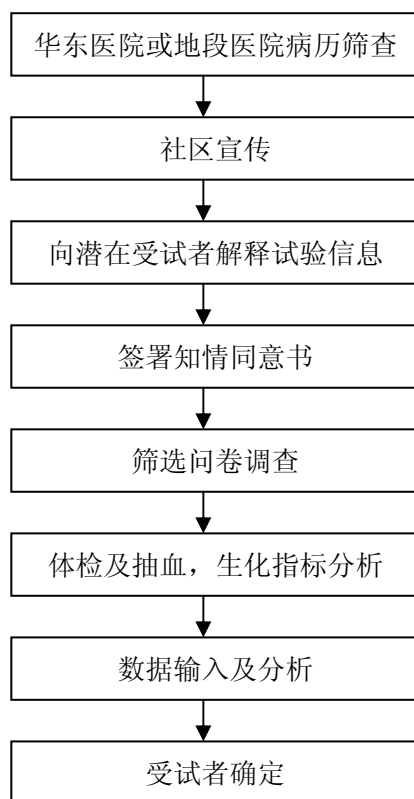 华东医院或地段医院病历筛查
社区宣传
向潜在受试者解释试验信息
签署知情同意书
筛选问卷调查
体检及抽血，生化指标分析
数据输入及分析
受试者确定